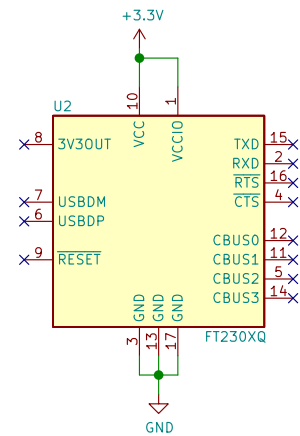 +3.3V
U2
10
1
VCC
VCCIO
8
3V3OUT
TXD
15
RXD
2
RTS
16
7
USBDM
CTS
4
6
USBDP
CBUS0
12
9
RESET
CBUS1
11
CBUS2
5
CBUS3
14
GND
GND
GND
3
13
17
FT230XQ
GND